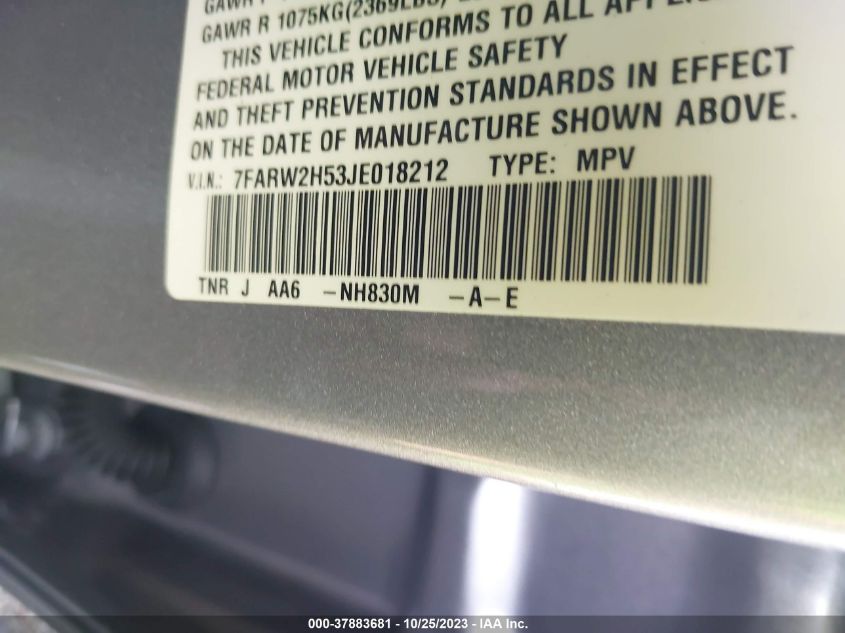 GAWR F
GAWR R 1075KG(2369LBS)
THIS VEHICLE CONFORMS TO ALL
FEDERAL MOTOR VEHICLE SAFETY
AND THEFT PREVENTION STANDARDS IN EFFECT
ON THE DATE OF MANUFACTURE SHOWN ABOVE.
V.I.N.: 7FARW2H53JE018212 TYPE: MPV
TNR J AA6 -NH830M -A-E
000-37883681 - 10/25/2023 - IAA Inc.